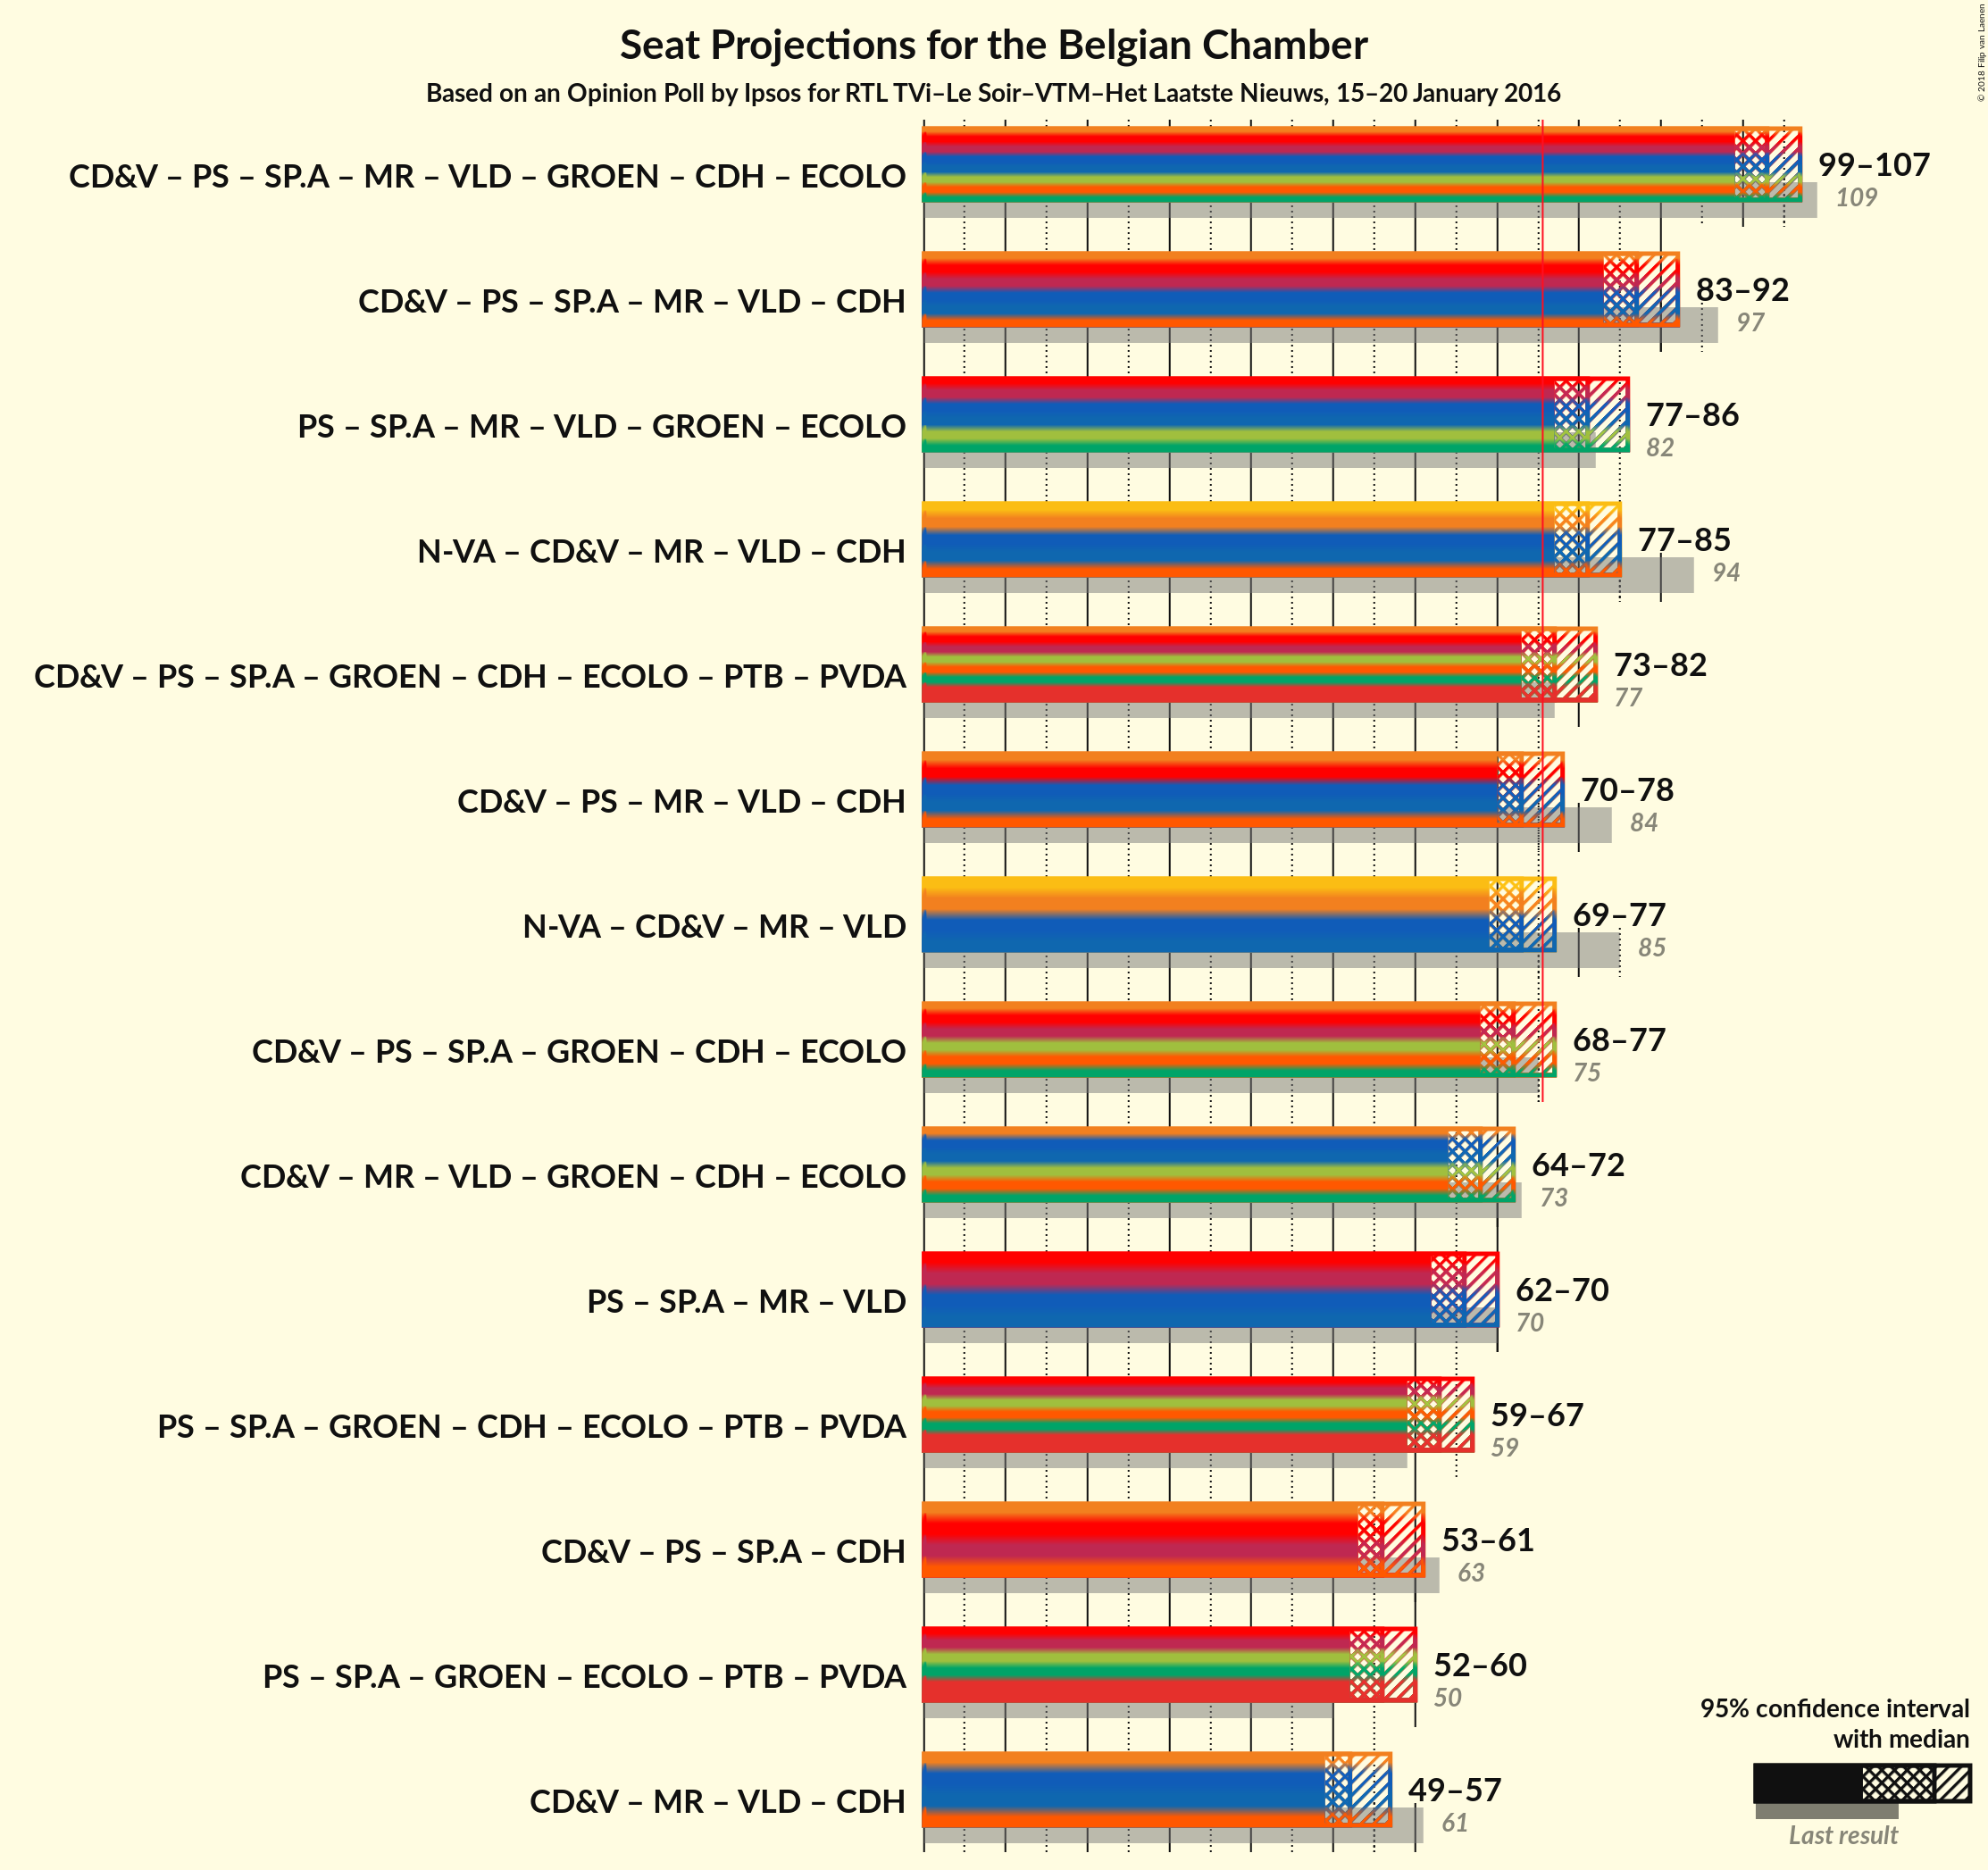 Seat Projections for the Belgian Chamber
Based on an Opinion Poll by Ipsos for RTL TVi–Le Soir–VTM–Het Laatste Nieuws, 15–20 January 2016
© 2018 Filip van Laenen
CD&V – PS – SP.A – MR – VLD – GROEN – CDH – ECOLO
99–107
109
CD&V – PS – SP.A – MR – VLD – CDH
83–92
97
PS – SP.A – MR – VLD – GROEN – ECOLO
77–86
82
N-VA – CD&V – MR – VLD – CDH
77–85
94
CD&V – PS – SP.A – GROEN – CDH – ECOLO – PTB – PVDA
73–82
77
CD&V – PS – MR – VLD – CDH
70–78
84
N-VA – CD&V – MR – VLD
69–77
85
CD&V – PS – SP.A – GROEN – CDH – ECOLO
68–77
75
CD&V – MR – VLD – GROEN – CDH – ECOLO
64–72
73
PS – SP.A – MR – VLD
62–70
70
PS – SP.A – GROEN – CDH – ECOLO – PTB – PVDA
59–67
59
CD&V – PS – SP.A – CDH
53–61
63
PS – SP.A – GROEN – ECOLO – PTB – PVDA
52–60
50
CD&V – MR – VLD – CDH
49–57
61
95% confidence interval
with median
Last result